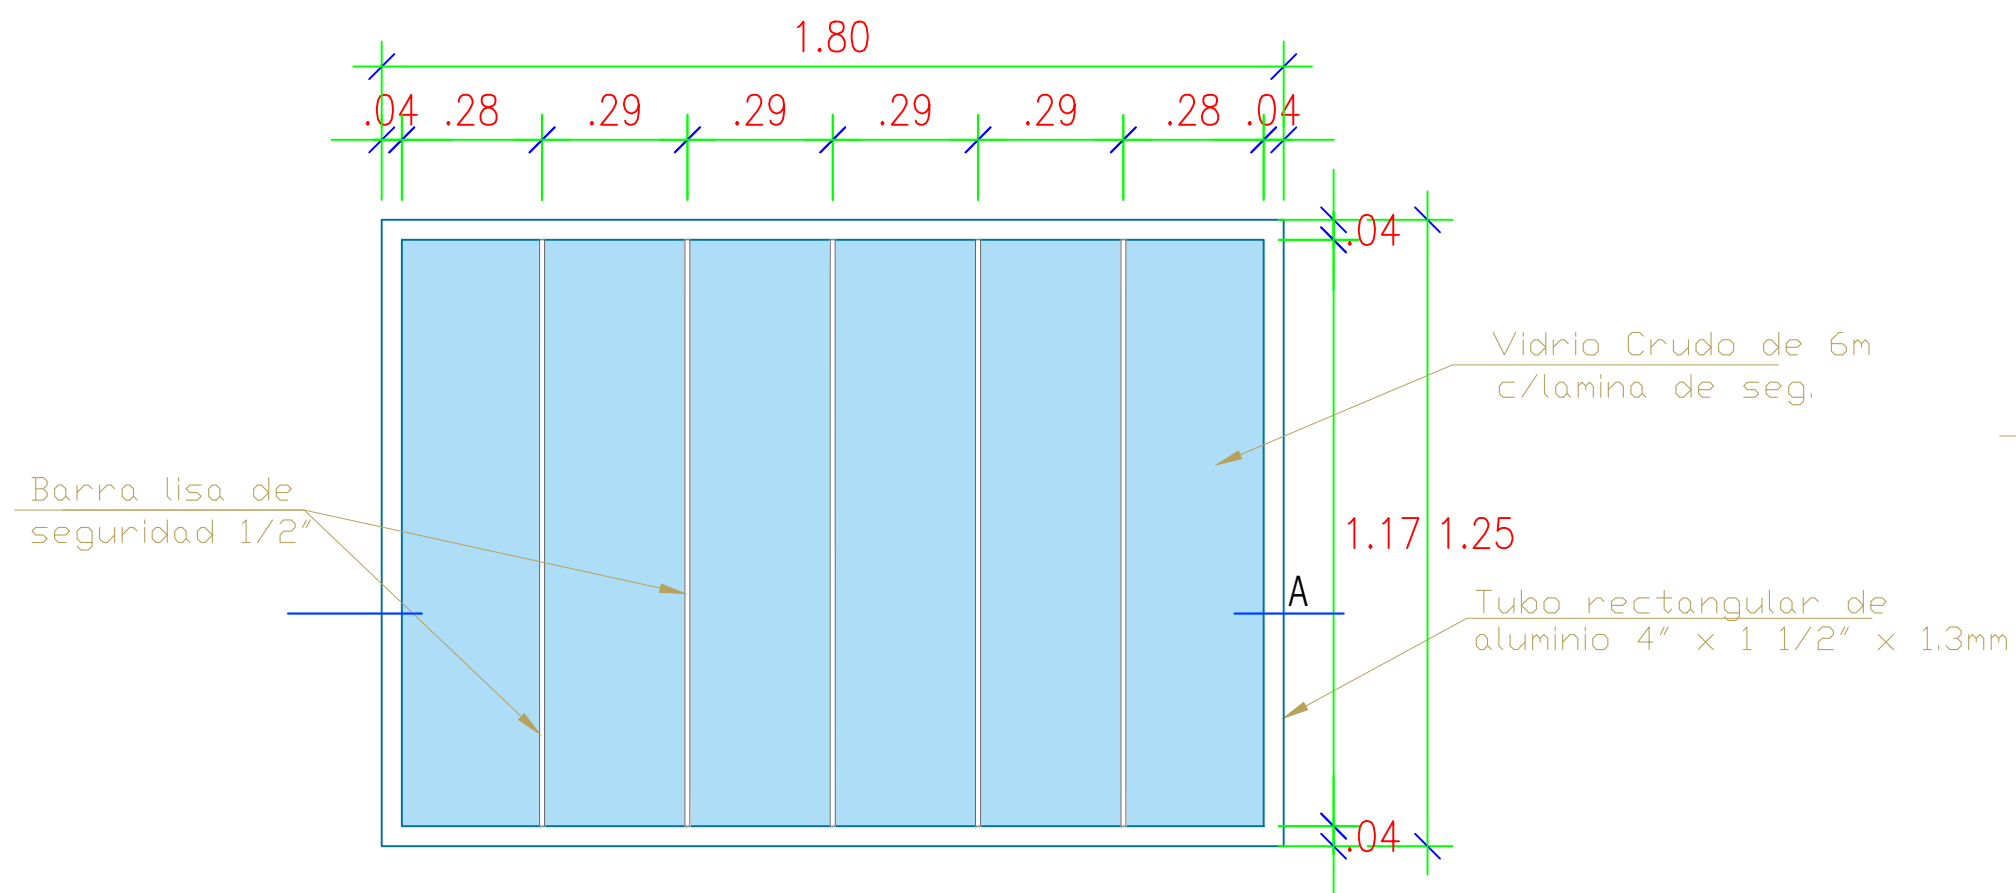 1.80
.04 .28 .29 .29 .29 .29 .28 .04
.04
Vidrio Crudo de 6m
c/lamina de seg.
Barra lisa de
seguridad 1/2"
1.17 1.25
A
Tubo rectangular de
aluminio 4" x 1 1/2" x 1.3mm
.04